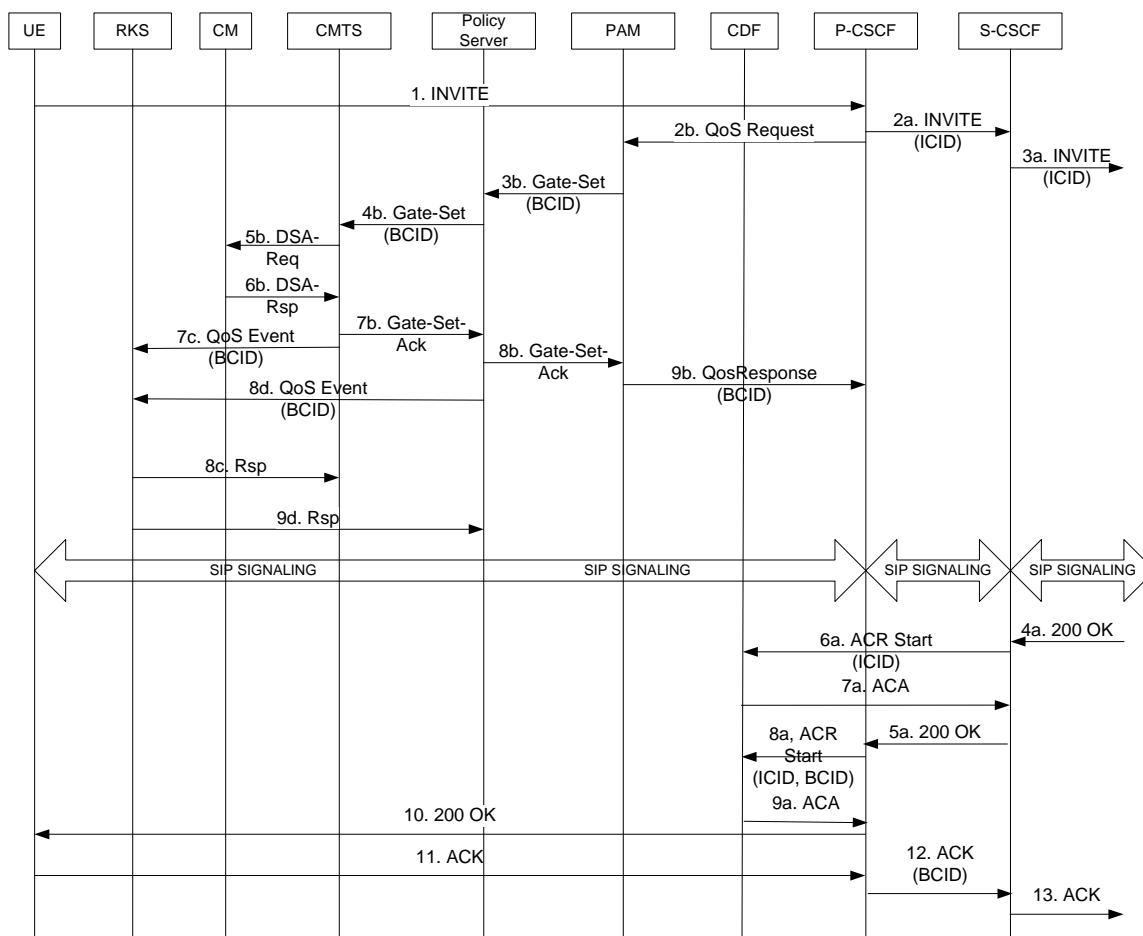 UE
RKS
CM
CMTS
Policy
Server
PAM
CDF
P-CSCF
S-CSCF
1. INVITE
2a. INVITE
(ICID)
2b. QoS Request
3a. INVITE
(ICID)
3b. Gate-Set
(BCID)
4b. Gate-Set
(BCID)
5b. DSA-
Req
6b. DSA-
Rsp
7b. Gate-Set-
Ack
7c. QoS Event
(BCID)
8b. Gate-Set-
Ack
9b. QosResponse
(BCID)
8d. QoS Event
(BCID)
8c. Rsp
9d. Rsp
SIP SIGNALING
SIP SIGNALING
SIP SIGNALING
SIP SIGNALING
4a. 200 OK
6a. ACR Start
(ICID)
7a. ACA
5a. 200 OK
8a, ACR
Start
(ICID, BCID)
9a. ACA
10. 200 OK
11. ACK
12. ACK
(BCID)
13. ACK